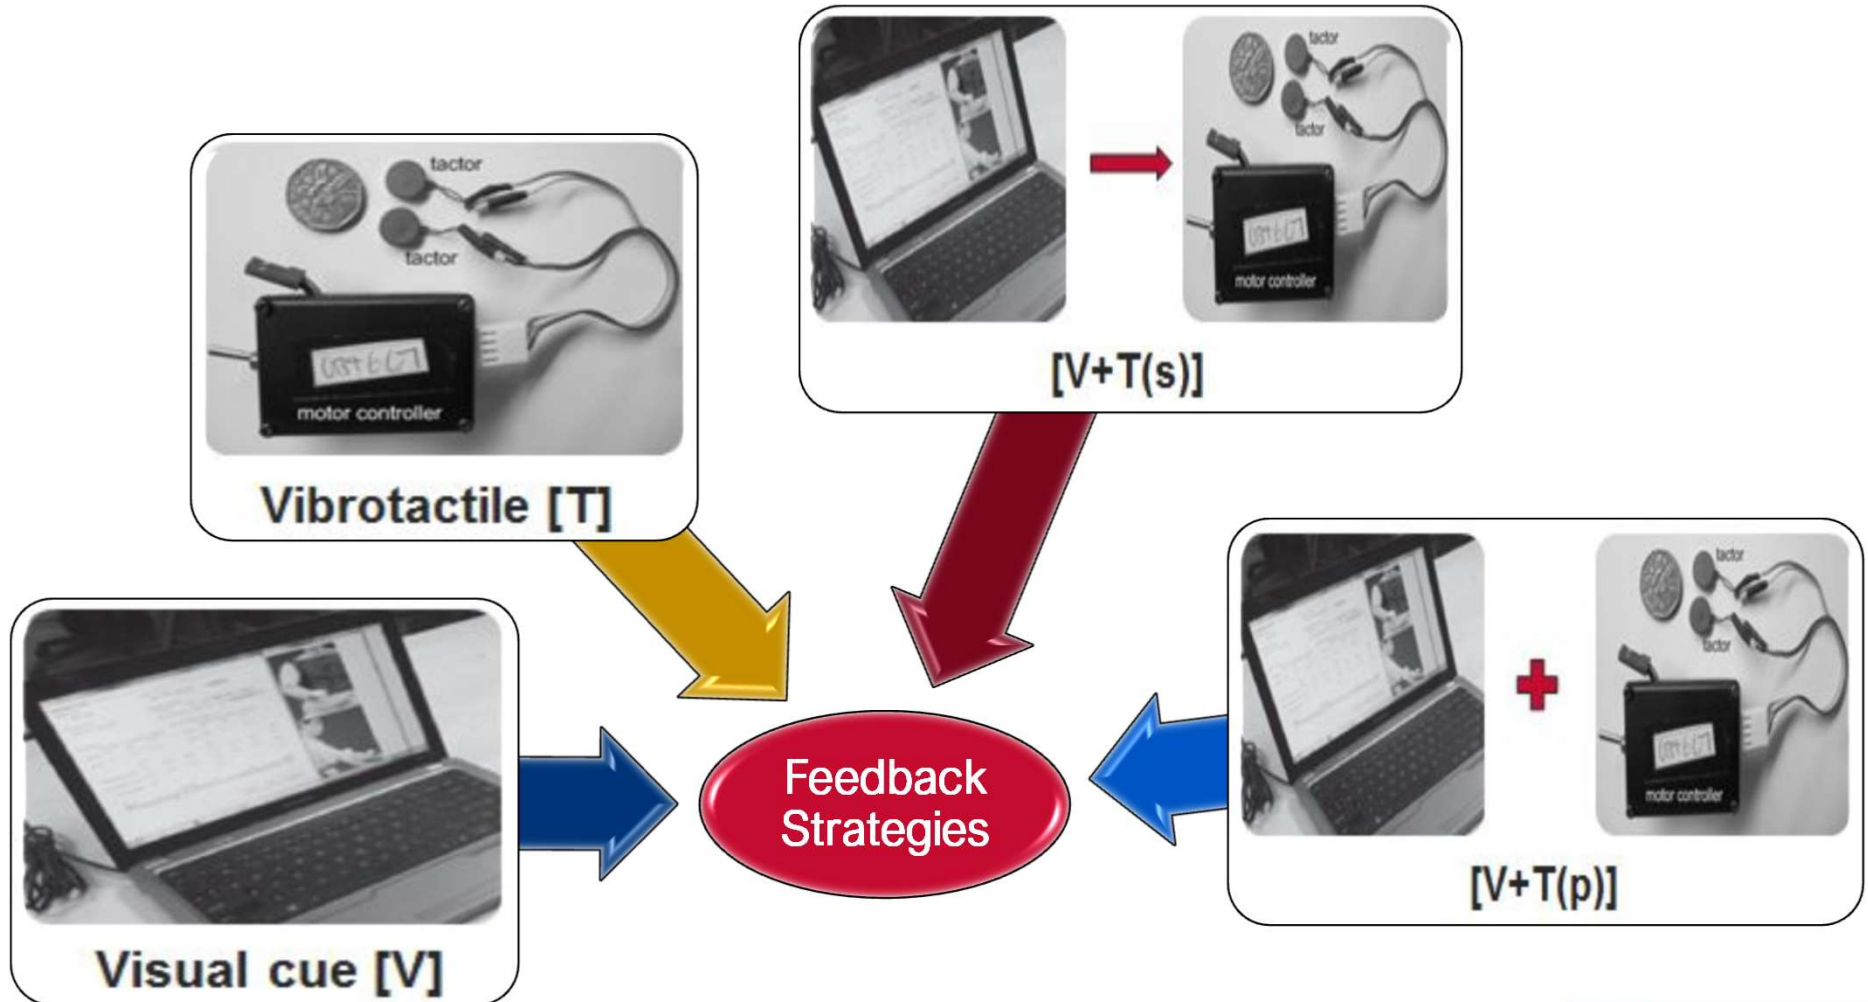 tactor
tactor
motor controller
[V+T(s)]
tactor
tactor
motor controller
Vibrotactile [T]
tactor
tactor
motor controller
[V+T(p)]
Visual cue [V]
Feedback
Strategies